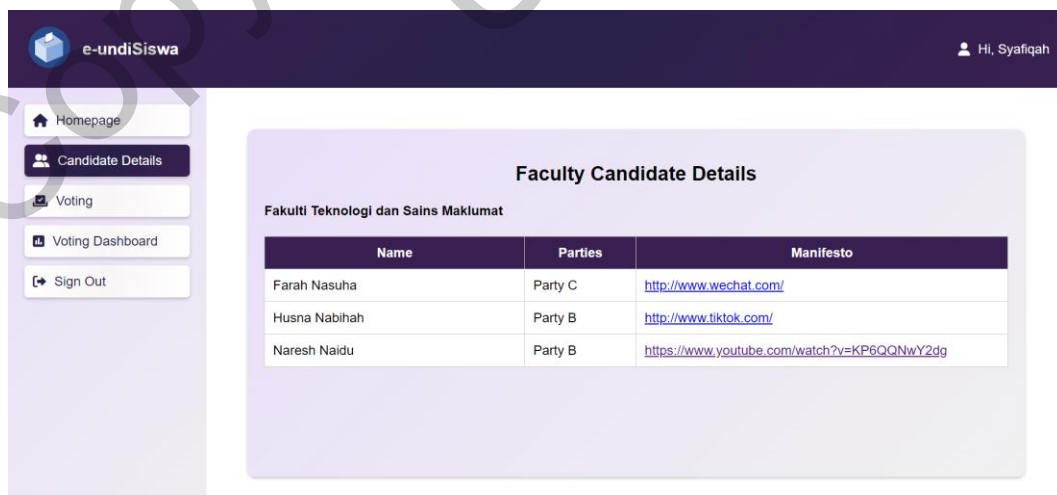 e-undiSiswa
Hi, Syafiqah
Homepage
Candidate Details
Voting
Voting Dashboard
Sign Out
Faculty Candidate Details
Fakulti Teknologi dan Sains Maklumat
Name Parties Manifesto
Farah Nasuha Party C http://www.wechat.com/
Husna Nabihah Party B http://www.tiktok.com/
Naresh Naidu Party B https://www.youtube.com/watch?v=KP6QQNwY2dg